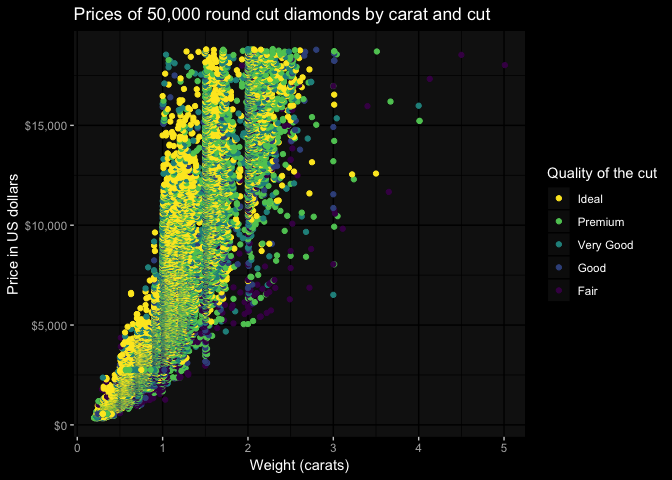 Prices of 50,000 round cut diamonds by carat and cut
$15,000
$10,000
$5,000
$0
Price in US dollars
0 1 2 3 4 5
Weight (carats)
Quality of the cut
Ideal
Premium
Very Good
Good
Fair